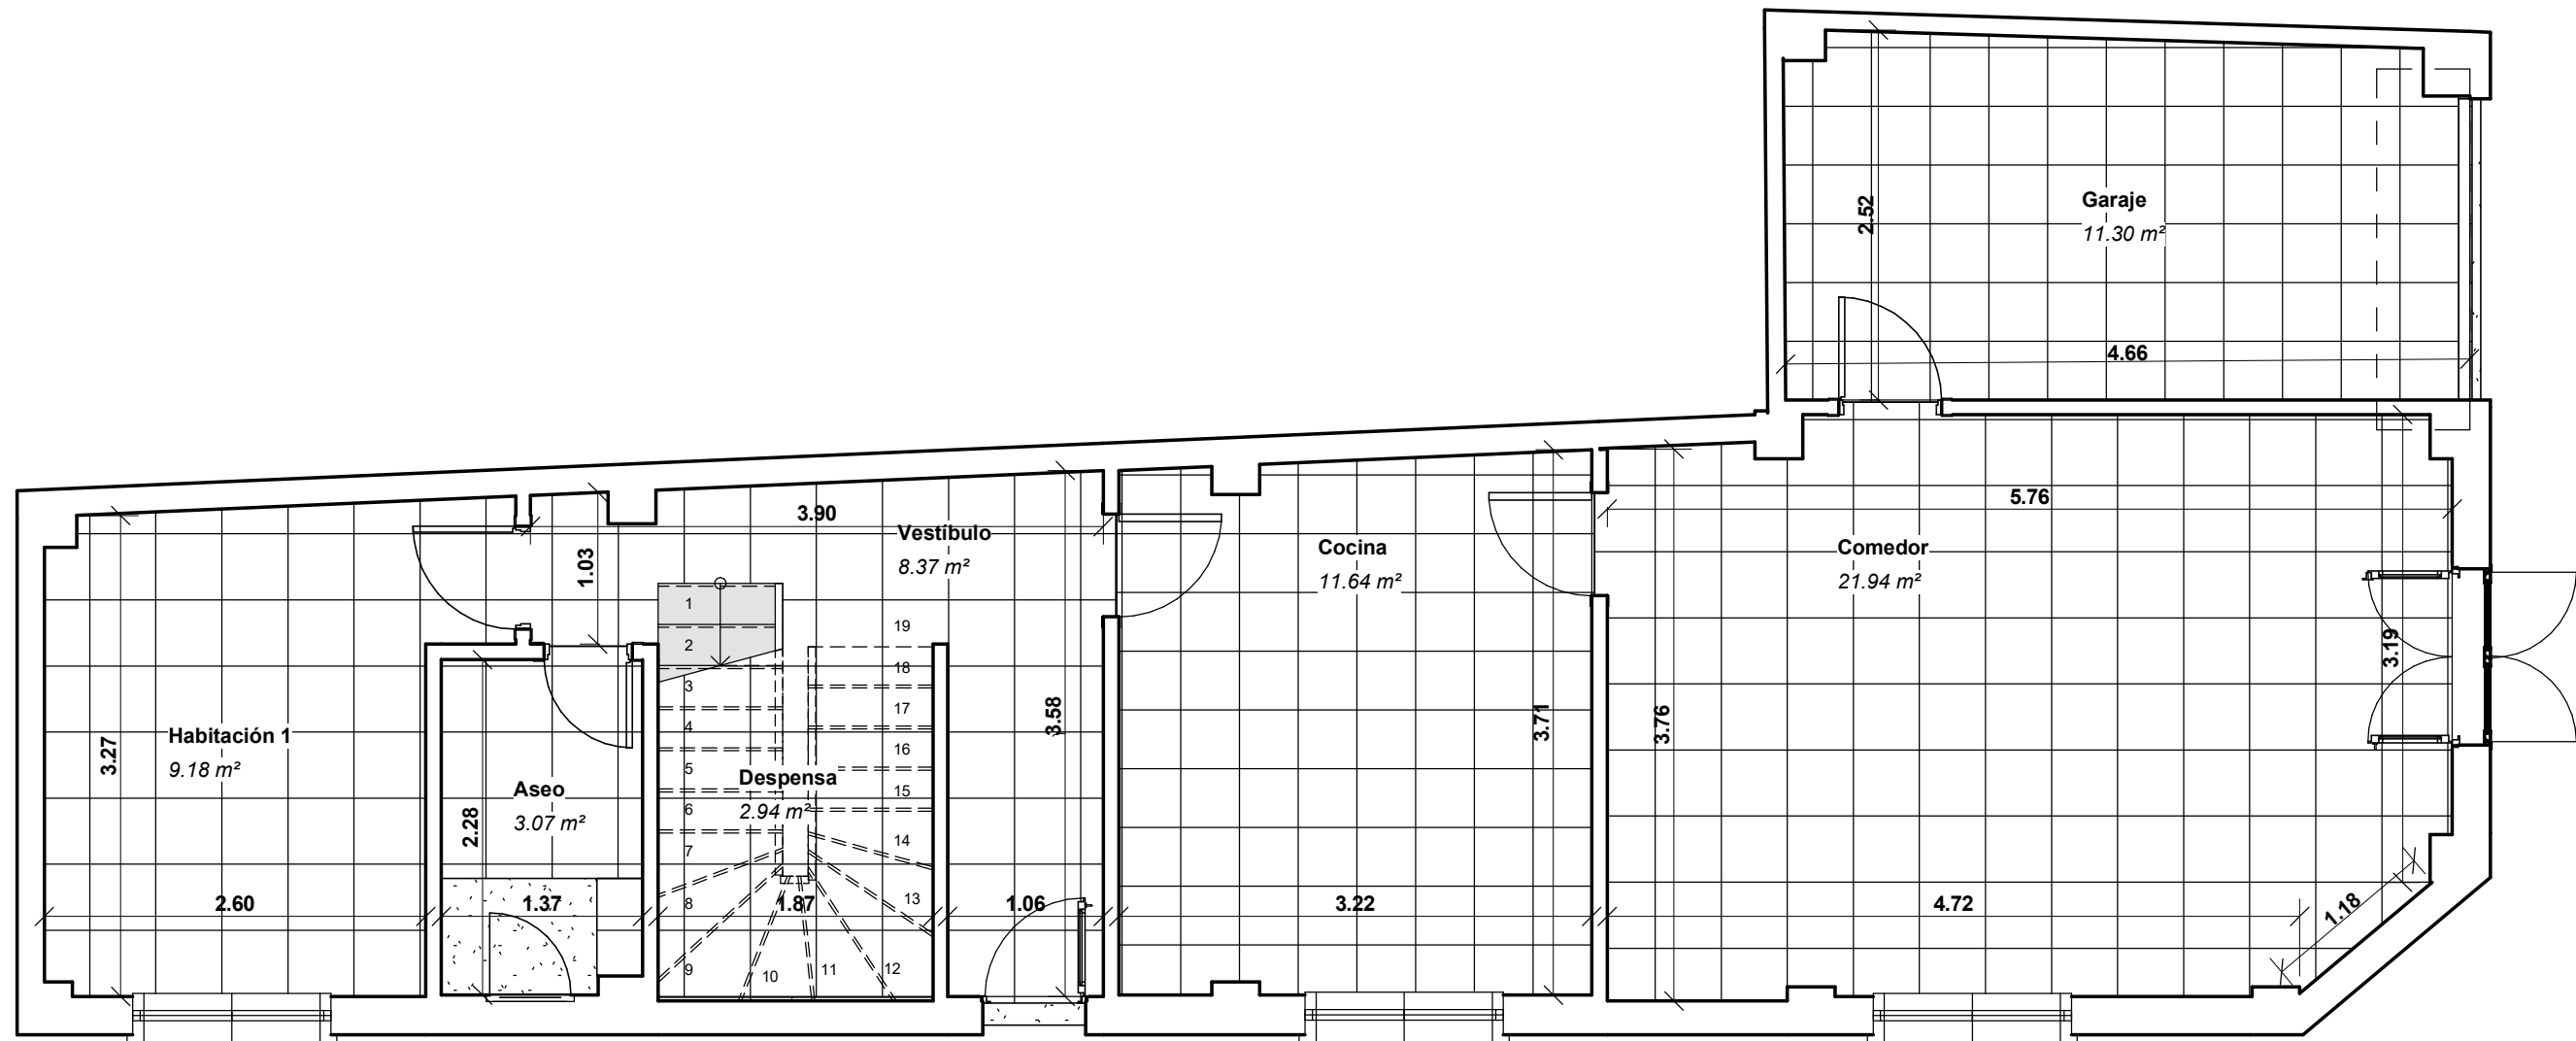 Garaje
11.30 m²
2.52
4.66
3.90
Vestíbulo
8.37 m²
1.03
Cocina
11.64 m²
5.76
Comedor
21.94 m²
3.19
Habitación 1
9.18 m²
3.27
Aseo
3.07 m²
2.28
Despensa
2.94 m²
3.58
3.71
3.76
2.60
1.37
1.87
1.06
3.22
4.72
1.18
1
2
3
4
5
6
7
8
9
10
11
12
13
14
15
16
17
18
19